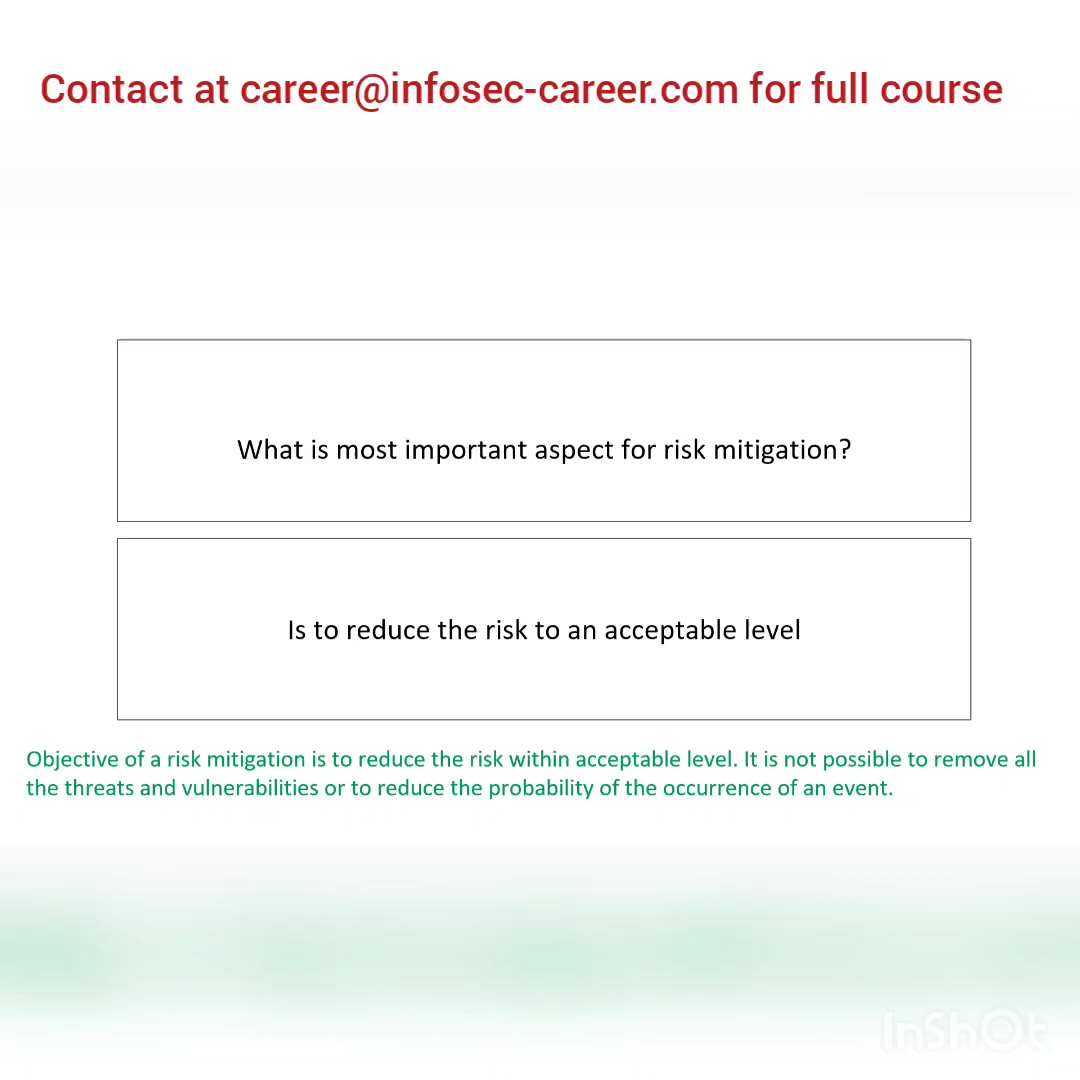 Contact at career@infosec-career.com for full course
What is most important aspect for risk mitigation?
Is to reduce the risk to an acceptable level
Objective of a risk mitigation is to reduce the risk within acceptable level. It is not possible to remove all
the threats and vulnerabilities or to reduce the probability of the occurrence of an event.
InShOt